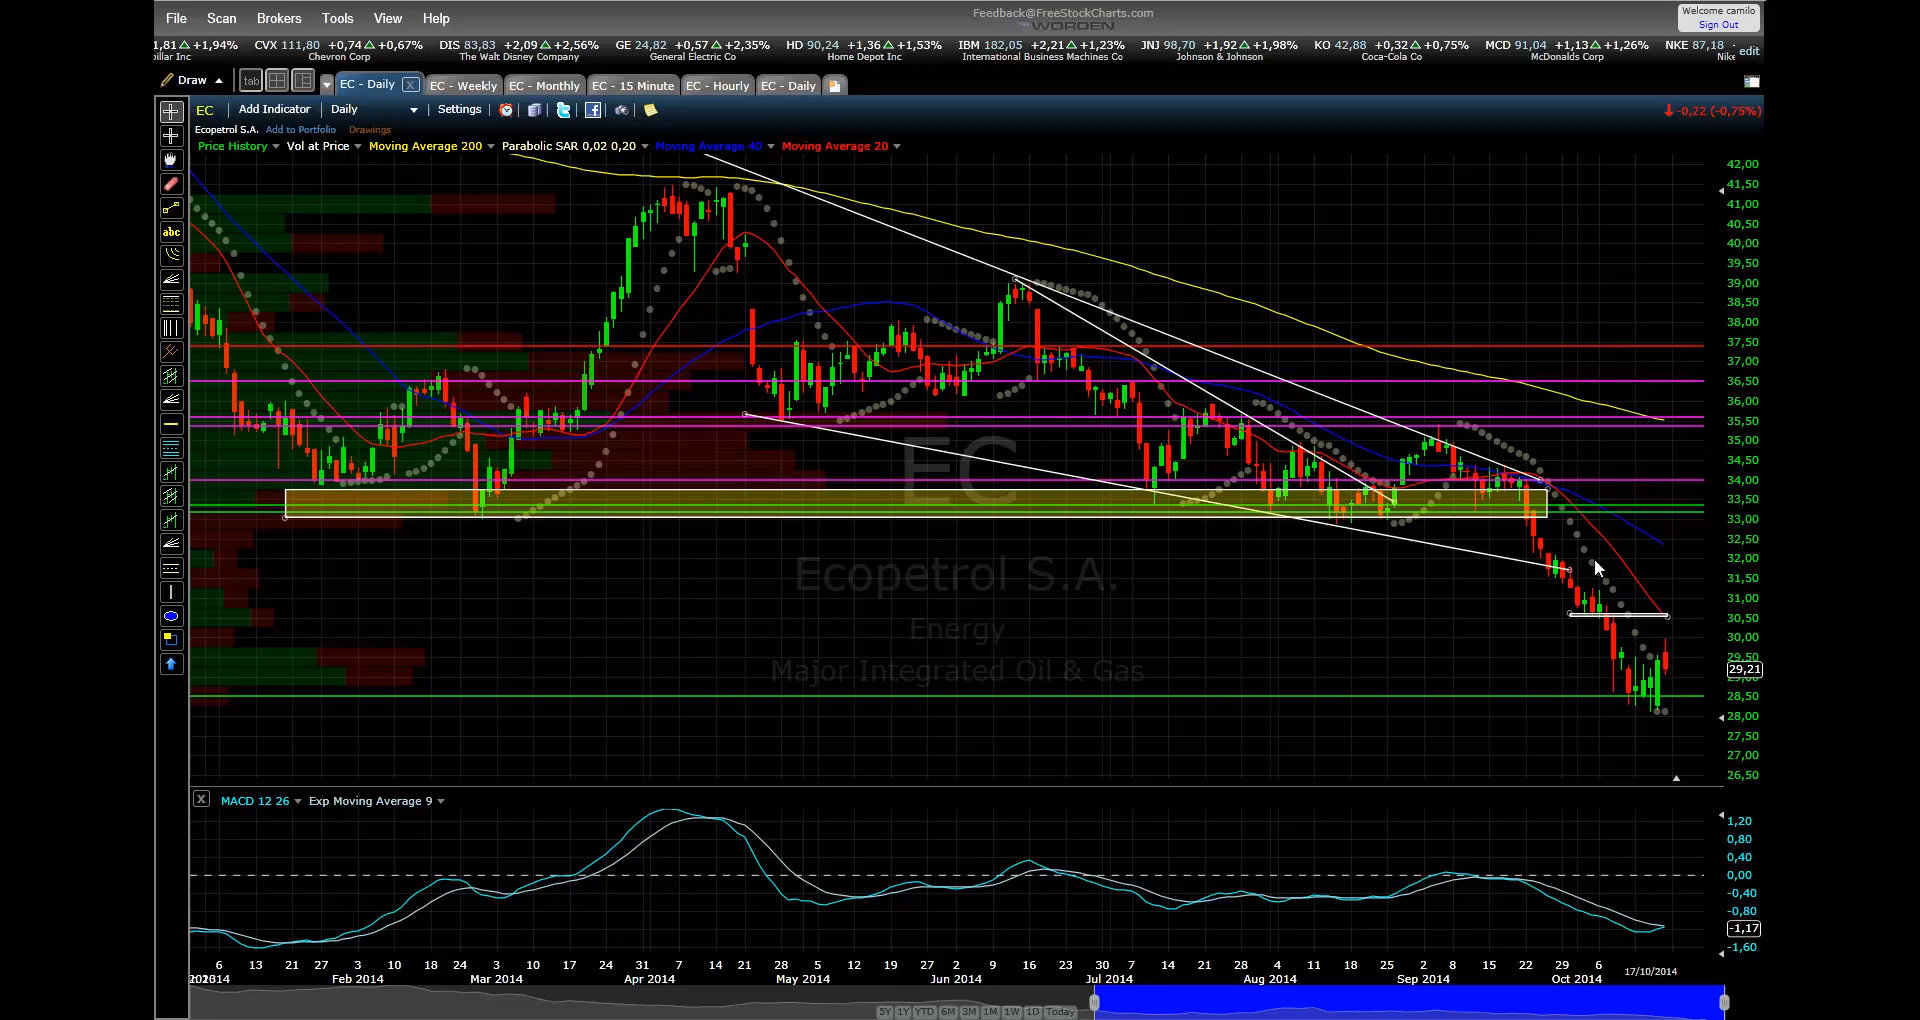 File Scan Brokers Tools View Help
Feedback@FreeStockCharts.com
WORDEN
Welcome camilo
Sign Out
1,81 +1,94% CVX 111,80 +0,74 +0,67% DIS 83,83 +2,09 +2,56% GE 24,82 +0,57 +2,35% HD 90,24 +1,36 +1,53% IBM 182,05 +2,21 +1,23% JNJ 98,70 +1,92 +1,98% KO 42,88 +0,32 +0,75% MCD 91,04 +1,13 +1,26% NKE 87,18
pillar Inc Chevron Corp The Walt Disney Company General Electric Co Home Depot Inc International Business Machines Co Johnson & Johnson Coca-Cola Co McDonalds Corp Nike
edit
Draw tab EC - Daily X EC - Weekly EC - Monthly EC - 15 Minute EC - Hourly EC - Daily
EC Add Indicator Daily Settings
-0,22 (-0,75%)
Ecopetrol S.A. Add to Portfolio Drawings
Price History Vol at Price Moving Average 200 Parabolic SAR 0,02 0,20 Moving Average 40 Moving Average 20
abc
42,00
41,50
41,00
40,50
40,00
39,50
39,00
38,50
38,00
37,50
37,00
36,50
36,00
35,50
35,00
34,50
34,00
33,50
33,00
32,50
32,00
31,50
31,00
30,50
30,00
29,50
29,21
29,00
28,50
28,00
27,50
27,00
26,50
EC
Ecopetrol S.A.
Energy
Major Integrated Oil & Gas
X MACD 12 26 Exp Moving Average 9
1,20
0,80
0,40
0,00
-0,40
-0,80
-1,17
-1,60
6 13 21 27 3 10 18 24 3 10 17 24 31 7 14 21 28 5 12 19 27 2 9 16 23 30 7 14 21 28 4 11 18 25 2 8 15 22 29 6
2014 Feb 2014 Mar 2014 Apr 2014 May 2014 Jun 2014 Jul 2014 Aug 2014 Sep 2014 Oct 2014 17/10/2014
5Y 1Y YTD 6M 3M 1M 1W 1D Today